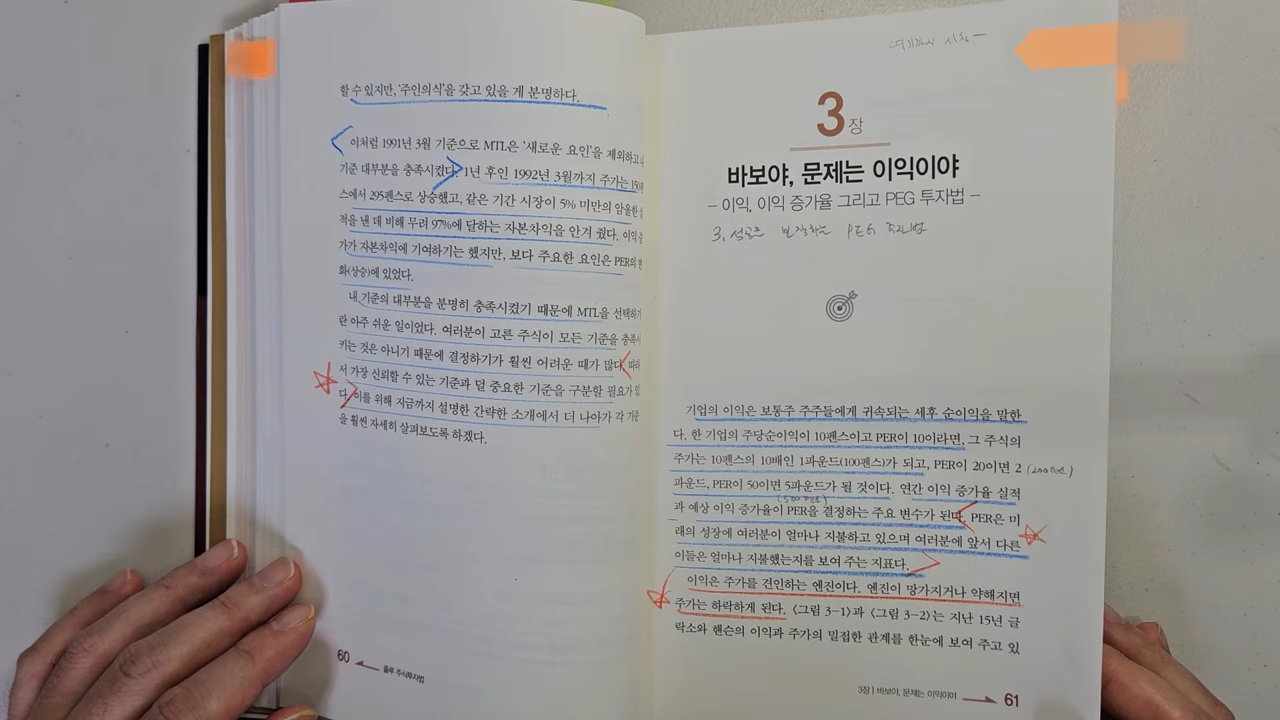 할 수 있지만, '주인의식'을 갖고 있을 게 분명하다.
이처럼 1991년 3월 기준으로 MTL은 '새로운 요인'을 제외하고
기준 대부분을 충족시켰다. 1년 후인 1992년 3월까지 주가는
스에서 295펜스로 상승했고, 같은 기간 시장이 5% 미만의 암울한
적을 낸 데 비해 무려 97%에 달하는 자본차익을 안겨 줬다. 이익
가가 자본차익에 기여하기는 했지만, 보다 주요한 요인은 PER의 변
화(상승)에 있었다.
내 기준의 대부분을 분명히 충족시켰기 때문에 MTL을 선택하기
란 아주 쉬운 일이었다. 여러분이 고른 주식이 모든 기준을 충족시
키는 것은 아니기 때문에 결정하기가 훨씬 어려운 때가 많다. 따라
서 가장 신뢰할 수 있는 기준과 덜 중요한 기준을 구분할 필요가 있
다. 이를 위해 지금까지 설명한 간략한 소개에서 더 나아가 각 기준
을 훨씬 자세히 살펴보도록 하겠다.
60 줄루 주식투자법
3장
바보야, 문제는 이익이야
– 이익, 이익 증가율 그리고 PEG 투자법 –
PEG 투자법
기업의 이익은 보통주 주주들에게 귀속되는 세후 순이익을 말한
다. 한 기업의 주당순이익이 10펜스이고 PER이 10이라면, 그 주식의
주가는 10펜스의 10배인 1파운드(100펜스)가 되고, PER이 20이면 2 (200펜스)
파운드, PER이 50이면 5파운드가 될 것이다. 연간 이익 증가율 실적
(500펜스)
과 예상 이익 증가율이 PER을 결정하는 주요 변수가 된다. PER은 미
래의 성장에 여러분이 얼마나 지불하고 있으며 여러분에 앞서 다른
이들은 얼마나 지불했는지를 보여 주는 지표다.
이익은 주가를 견인하는 엔진이다. 엔진이 망가지거나 약해지면
주가는 하락하게 된다. 〈그림 3-1〉과 〈그림 3-2〉는 지난 15년 글
락소와 핸슨의 이익과 주가의 밀접한 관계를 한눈에 보여 주고 있
3장 | 바보야, 문제는 이익이야 61